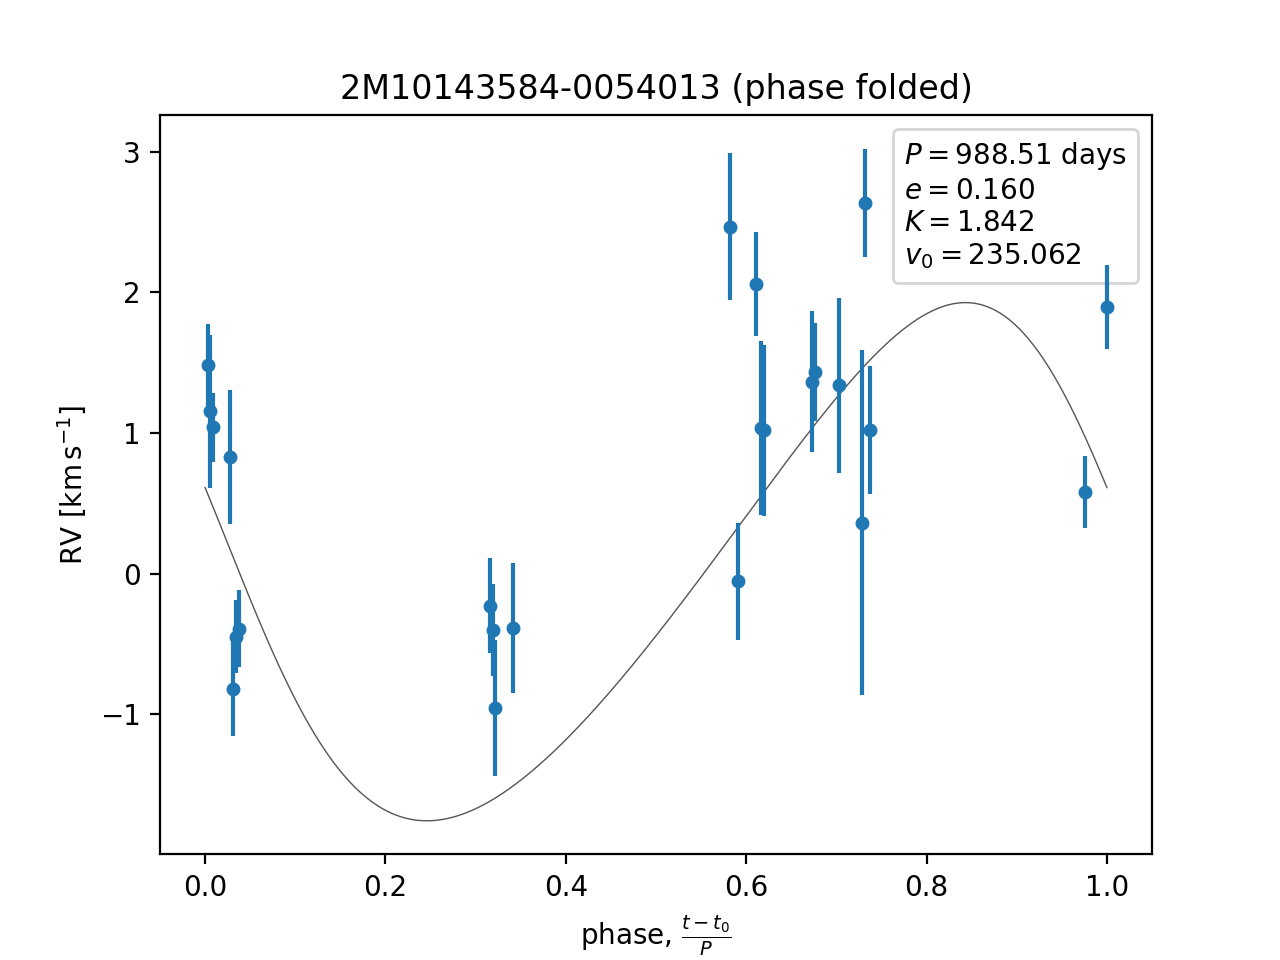 2M10143584-0054013 (phase folded)
P = 988.51 days
e = 0.160
K = 1.842
v₀ = 235.062
3
2
1
0
−1
RV [km s⁻¹]
0.0 0.2 0.4 0.6 0.8 1.0
phase, (t − t₀)/P